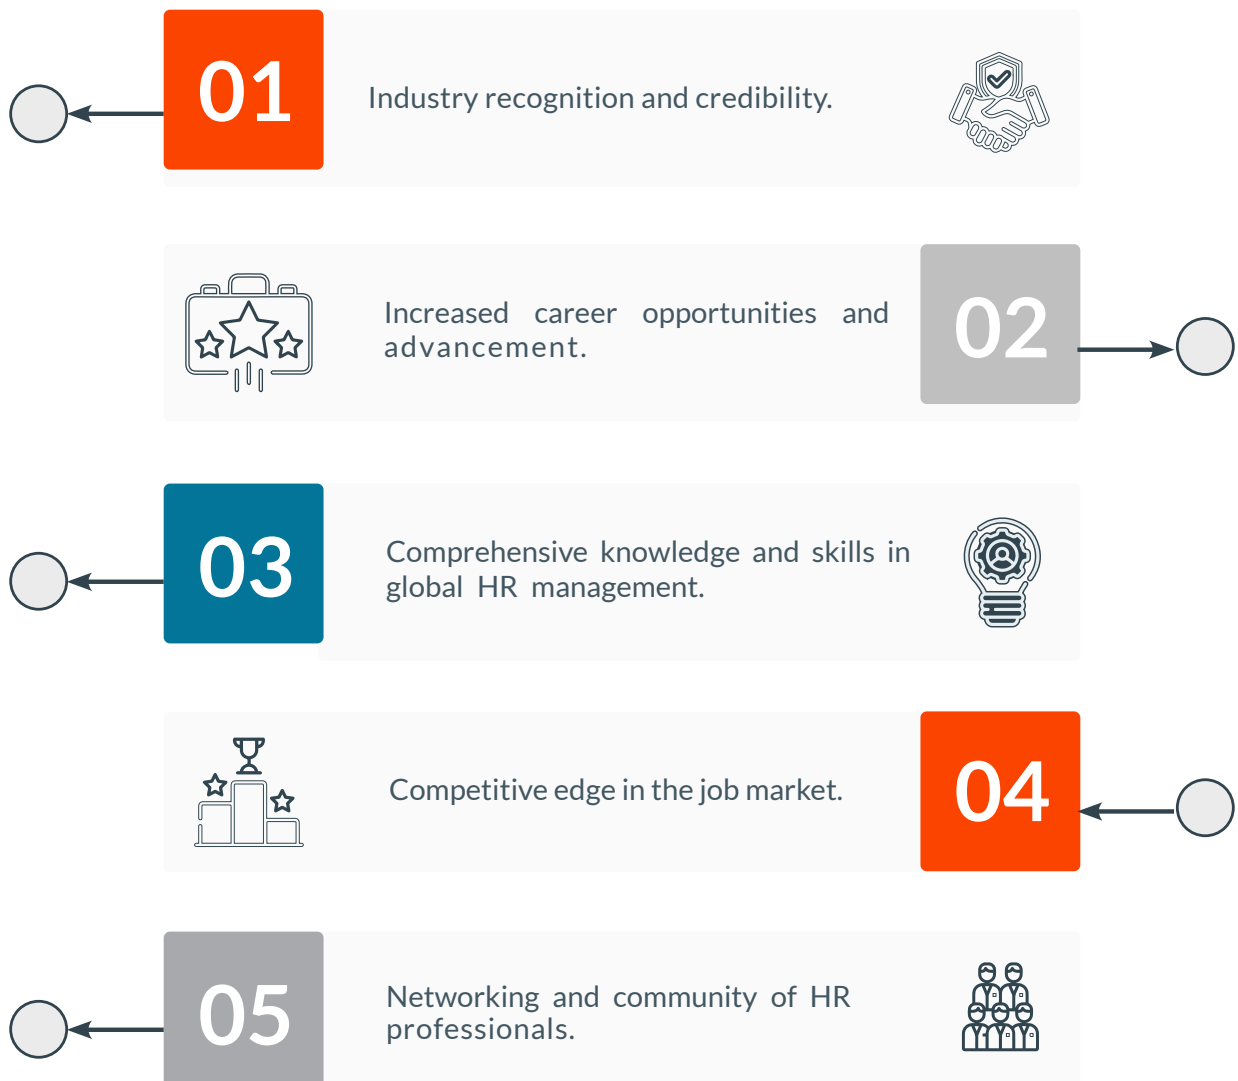 01
Industry recognition and credibility.
Increased career opportunities and
advancement.
02
03
Comprehensive knowledge and skills in
global HR management.
Competitive edge in the job market.
04
05
Networking and community of HR
professionals.